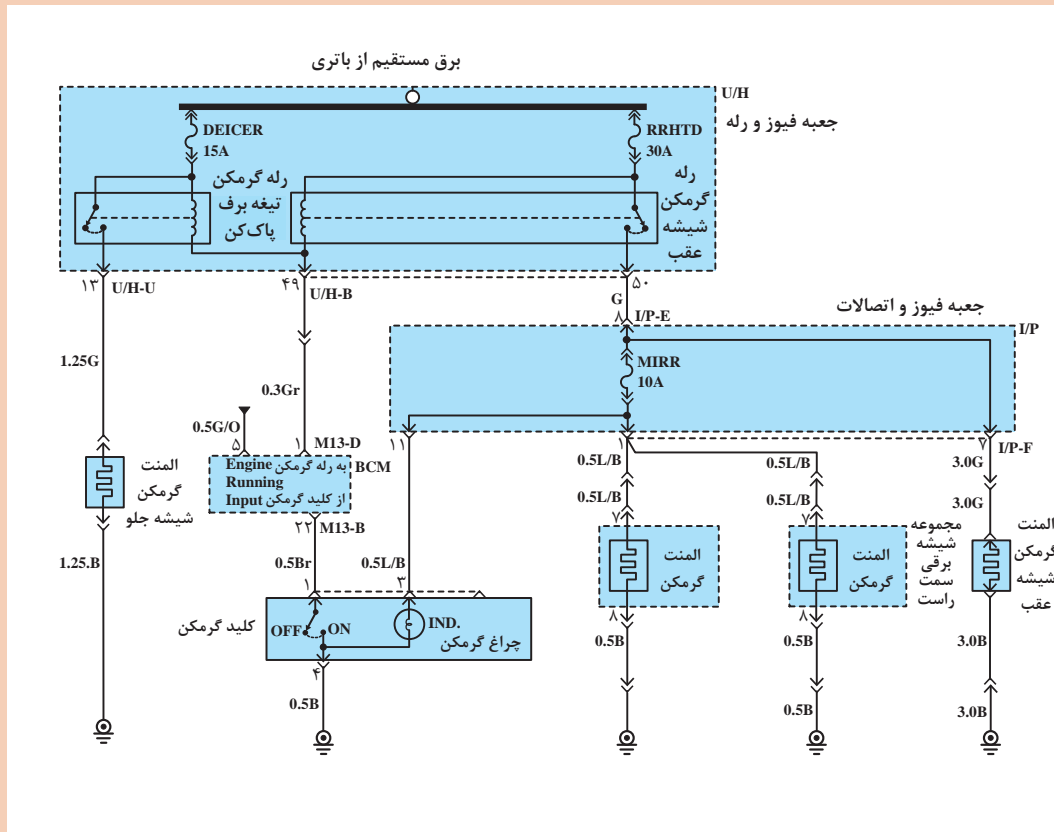 برق مستقیم از باتری
U/H
جعبه فیوز و رله
DEICER
15A
RRHTD
30A
رله گرمکن
تیغه برف
پاک‌کن
رله
گرمکن
شیشه
عقب
۱۳
U/H-U
۴۹
U/H-B
۵۰
G
۸
I/P-E
جعبه فیوز و اتصالات
I/P
1.25G
0.3Gr
MIRR
10A
0.5G/O
۵
۱
M13-D
۱۱
۱
۷
I/P-F
BCM
Engine به رله گرمکن
Running
Input از کلید گرمکن
۲۲
M13-B
المنت
گرمکن
شیشه جلو
1.25.B
0.5L/B
0.5L/B
3.0G
0.5L/B
0.5L/B
3.0G
۷
۷
المنت
گرمکن
المنت
گرمکن
مجموعه
شیشه
برقی
سمت
راست
المنت
گرمکن
شیشه
عقب
0.5Br
0.5L/B
۱
۳
۸
۸
کلید گرمکن
OFF
ON
IND.
چراغ گرمکن
0.5B
0.5B
3.0B
۴
0.5B
0.5B
3.0B